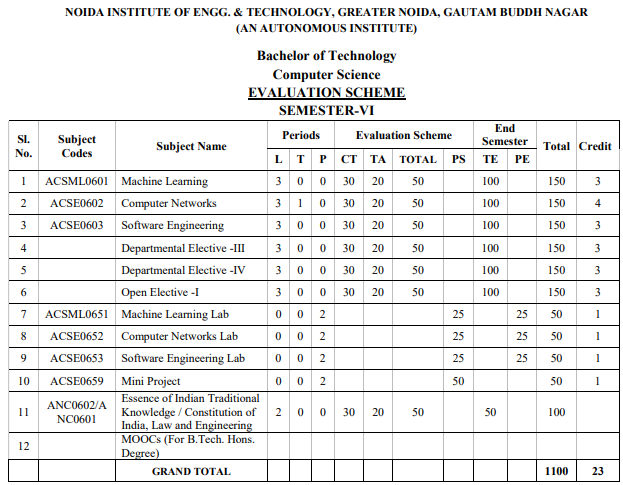 NOIDA INSTITUTE OF ENGG. & TECHNOLOGY, GREATER NOIDA, GAUTAM BUDDH NAGAR
(AN AUTONOMOUS INSTITUTE)
Bachelor of Technology
Computer Science
EVALUATION SCHEME
SEMESTER-VI
Sl. No. Subject Codes Subject Name Periods Evaluation Scheme End Semester Total Credit
L T P CT TA TOTAL PS TE PE
1 ACSML0601 Machine Learning 3 0 0 30 20 50 100 150 3
2 ACSE0602 Computer Networks 3 1 0 30 20 50 100 150 4
3 ACSE0603 Software Engineering 3 0 0 30 20 50 100 150 3
4 Departmental Elective -III 3 0 0 30 20 50 100 150 3
5 Departmental Elective -IV 3 0 0 30 20 50 100 150 3
6 Open Elective -I 3 0 0 30 20 50 100 150 3
7 ACSML0651 Machine Learning Lab 0 0 2 25 25 50 1
8 ACSE0652 Computer Networks Lab 0 0 2 25 25 50 1
9 ACSE0653 Software Engineering Lab 0 0 2 25 25 50 1
10 ACSE0659 Mini Project 0 0 2 50 50 1
11 ANC0602/A NC0601 Essence of Indian Traditional Knowledge / Constitution of India, Law and Engineering 2 0 0 30 20 50 50 100
12 MOOCs (For B.Tech. Hons. Degree)
GRAND TOTAL 1100 23